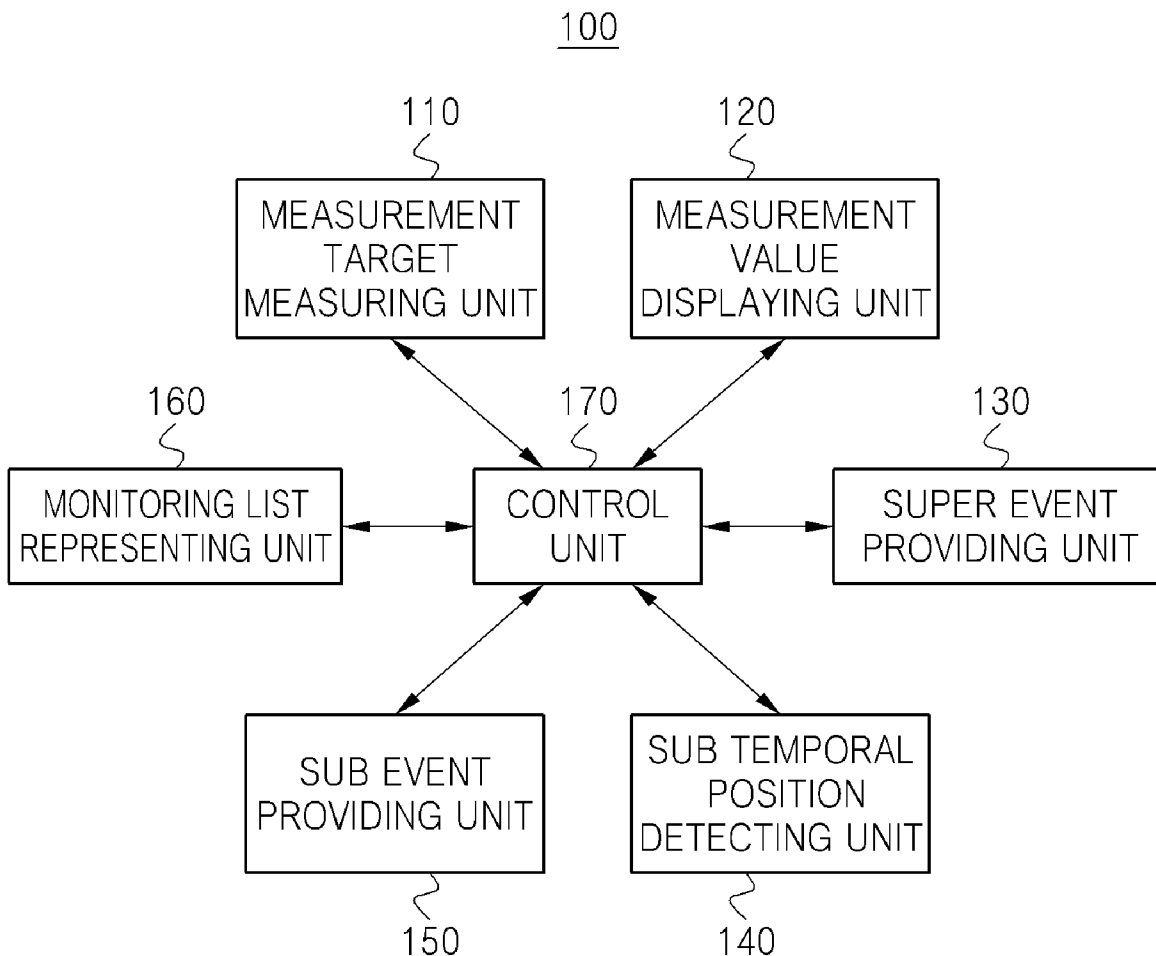 100
110
120
MEASUREMENT
TARGET
MEASURING UNIT
MEASUREMENT
VALUE
DISPLAYING UNIT
160
170
130
MONITORING LIST
REPRESENTING UNIT
CONTROL
UNIT
SUPER EVENT
PROVIDING UNIT
SUB EVENT
PROVIDING UNIT
SUB TEMPORAL
POSITION
DETECTING UNIT
150
140